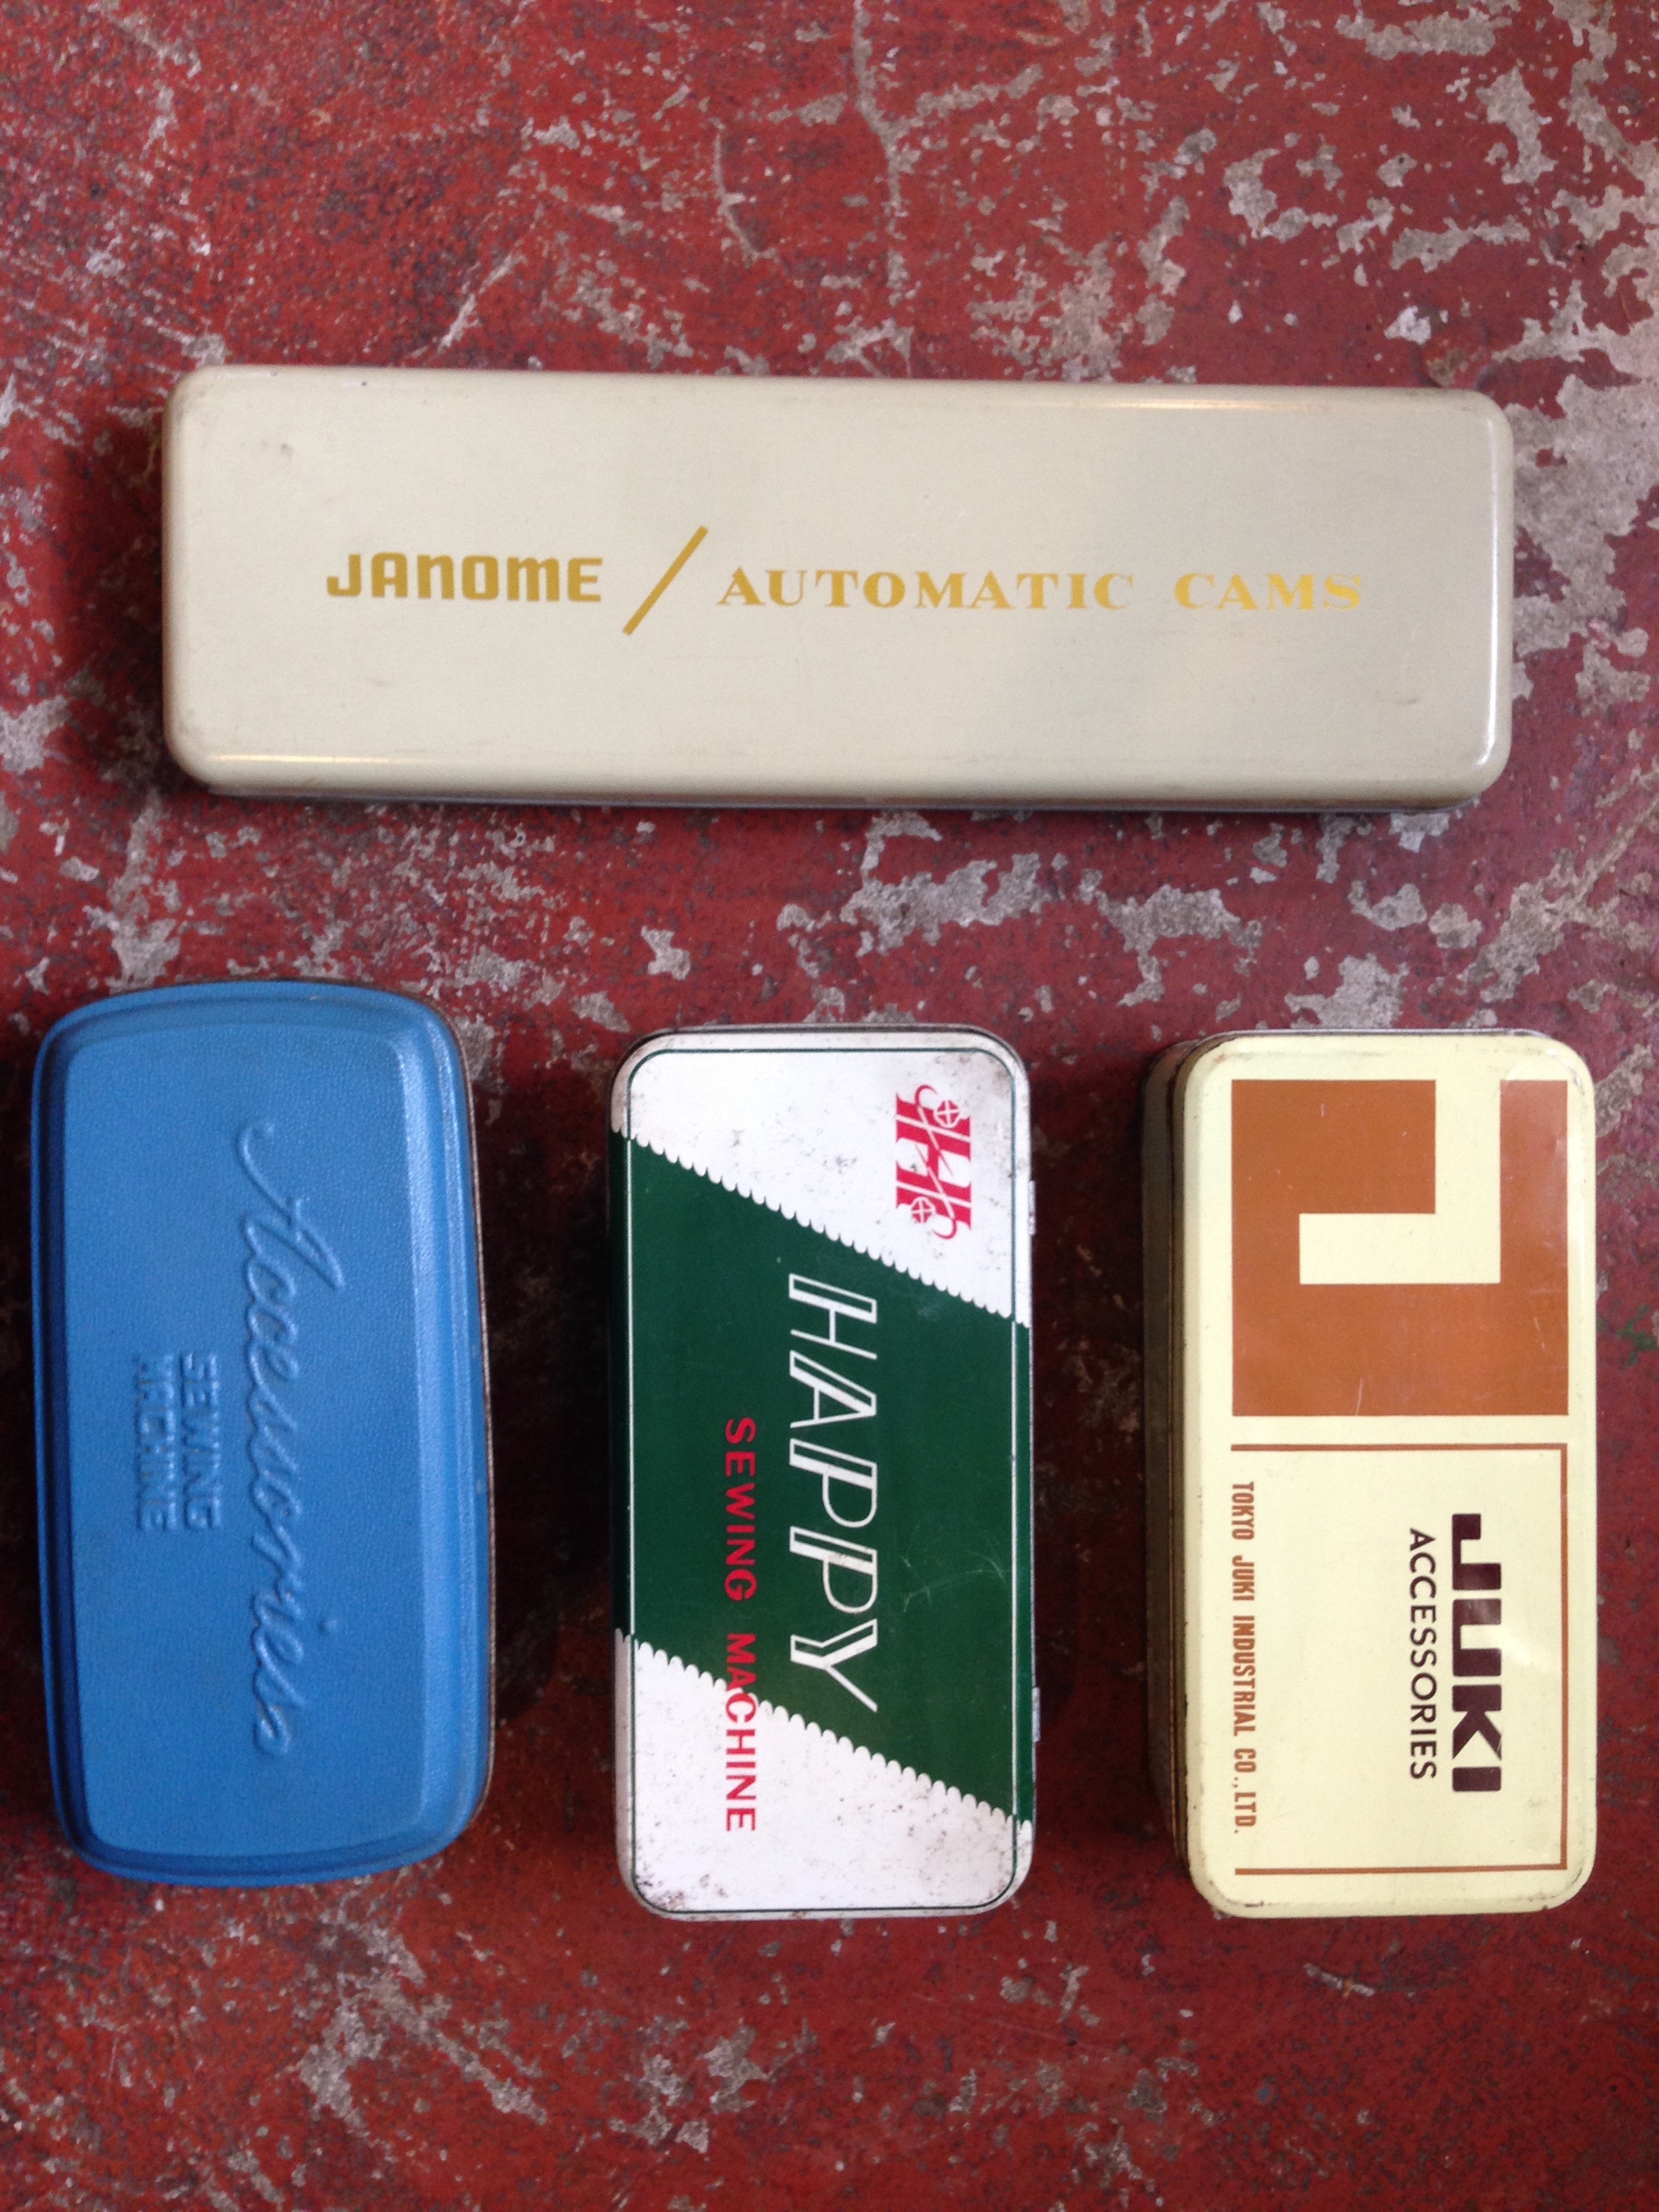 JANOME / AUTOMATIC CAMS
Accessories
SEWING
MACHINE
H
HAPPY
SEWING MACHINE
JUKI
ACCESSORIES
TOKYO JUKI INDUSTRIAL CO.,LTD.